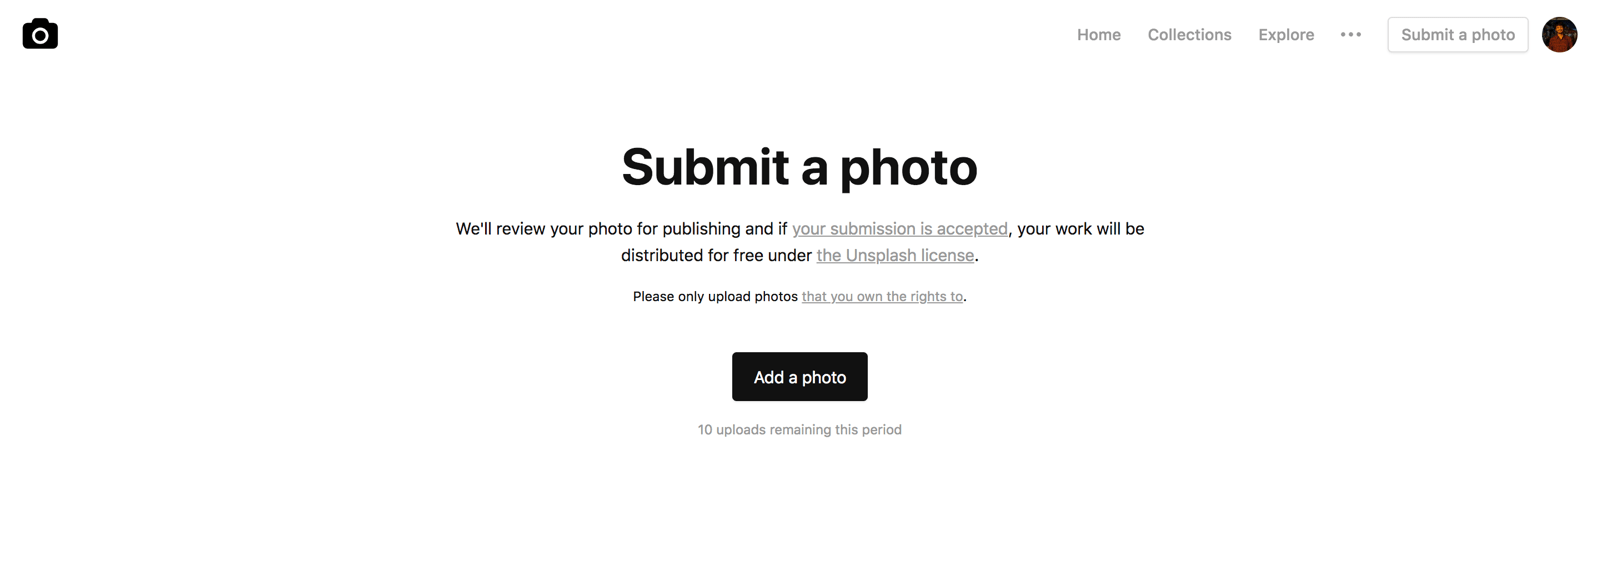 Home Collections Explore ••• Submit a photo
Submit a photo
We'll review your photo for publishing and if your submission is accepted, your work will be
distributed for free under the Unsplash license.
Please only upload photos that you own the rights to.
Add a photo
10 uploads remaining this period